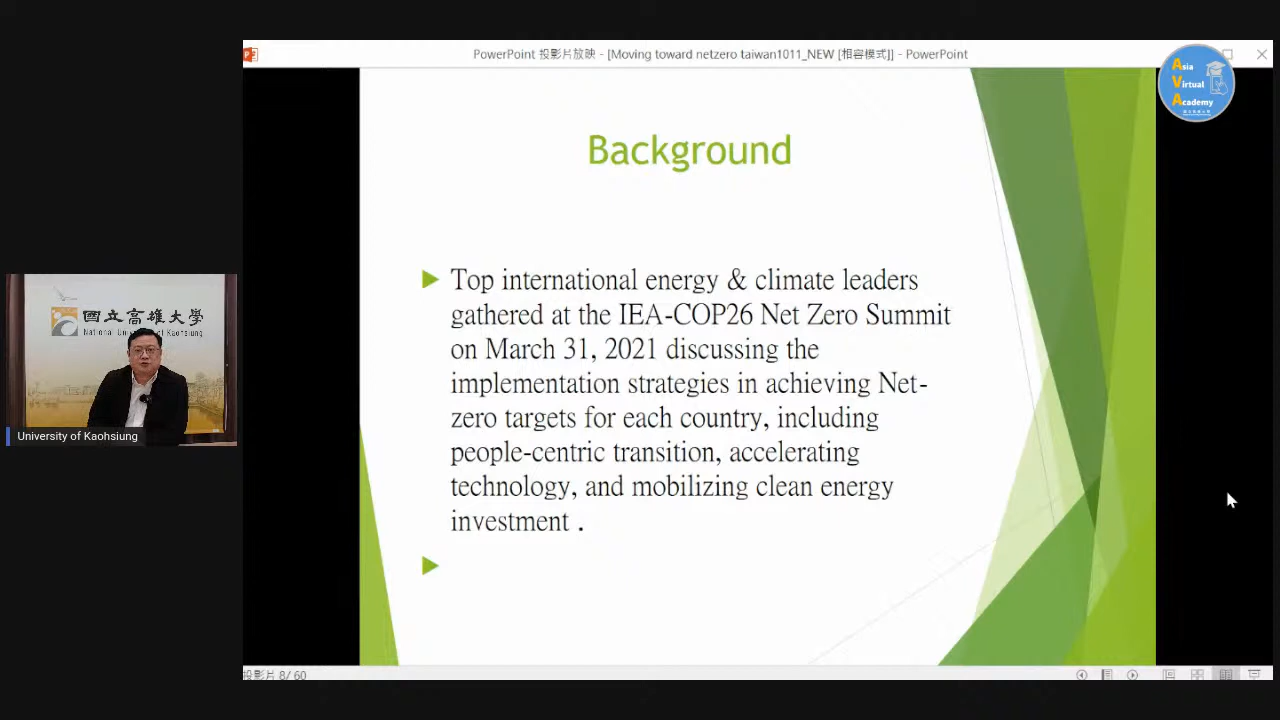 PowerPoint 投影片放映 - [Moving toward netzero taiwan1011_NEW [相容模式]] - PowerPoint
Asia
Virtual
Academy
Background
Top international energy & climate leaders
gathered at the IEA-COP26 Net Zero Summit
on March 31, 2021 discussing the
implementation strategies in achieving Net-
zero targets for each country, including
people-centric transition, accelerating
technology, and mobilizing clean energy
investment .
國立高雄大學
National University of Kaohsiung
University of Kaohsiung
投影片 8/ 60